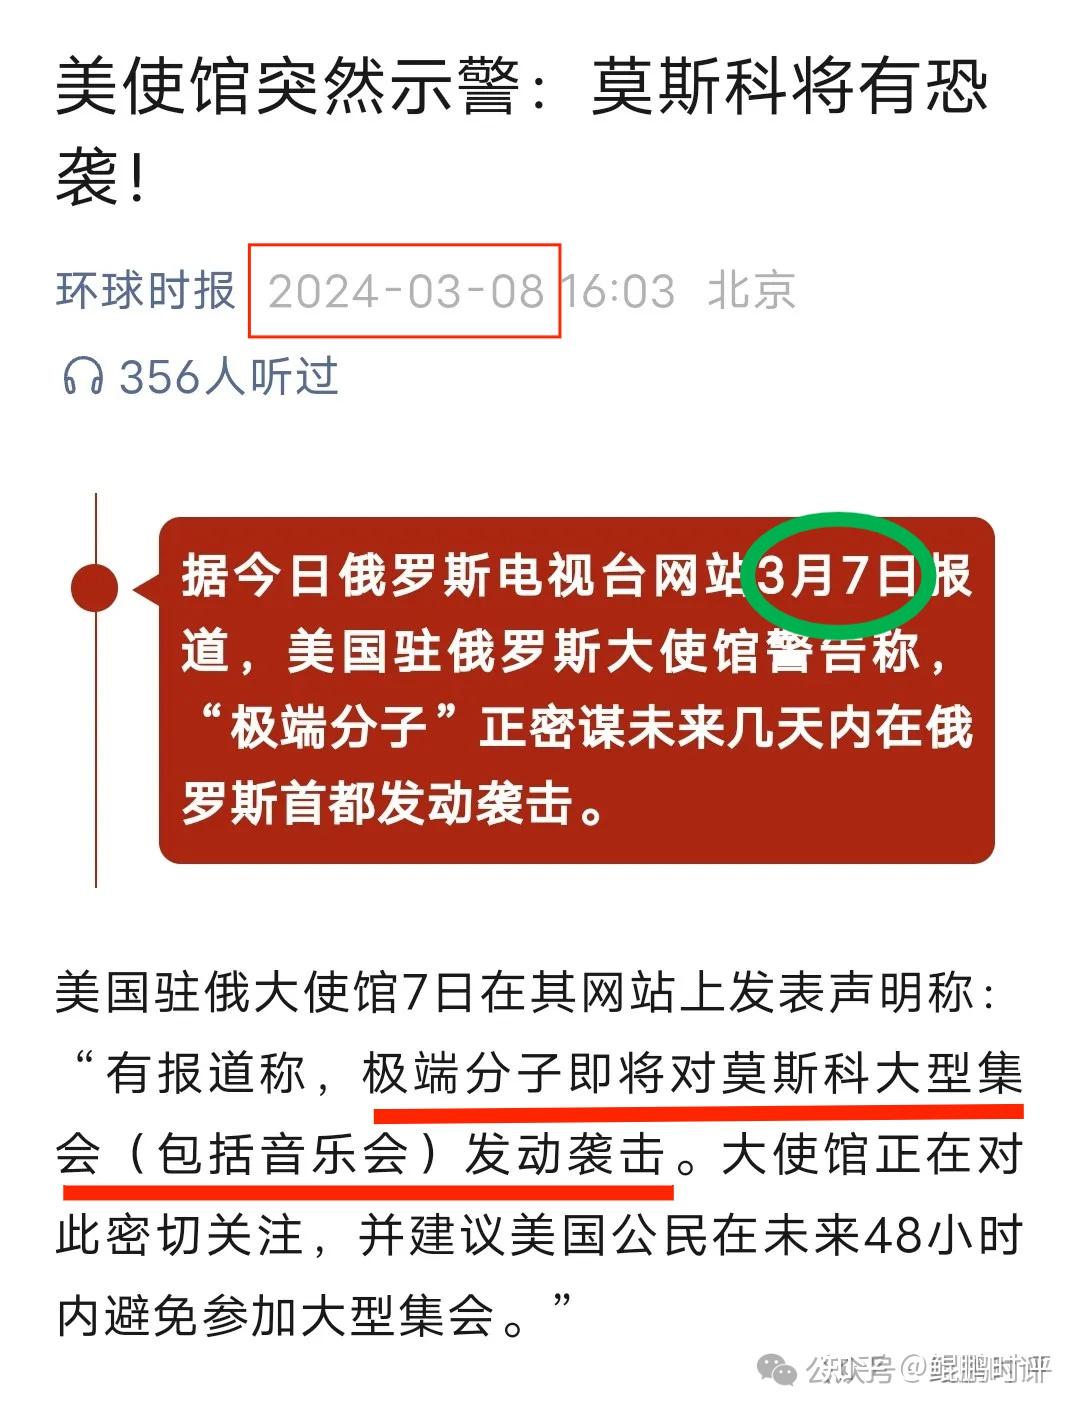 美使馆突然示警：莫斯科将有恐
袭！
环球时报 2024-03-08 16:03 北京
356人听过
据今日俄罗斯电视台网站3月7日报
道，美国驻俄罗斯大使馆警告称，
“极端分子”正密谋未来几天内在俄
罗斯首都发动袭击。
美国驻俄大使馆7日在其网站上发表声明称：
“有报道称，极端分子即将对莫斯科大型集
会（包括音乐会）发动袭击。大使馆正在对
此密切关注，并建议美国公民在未来48小时
内避免参加大型集会。”
知乎 @鲲鹏时评